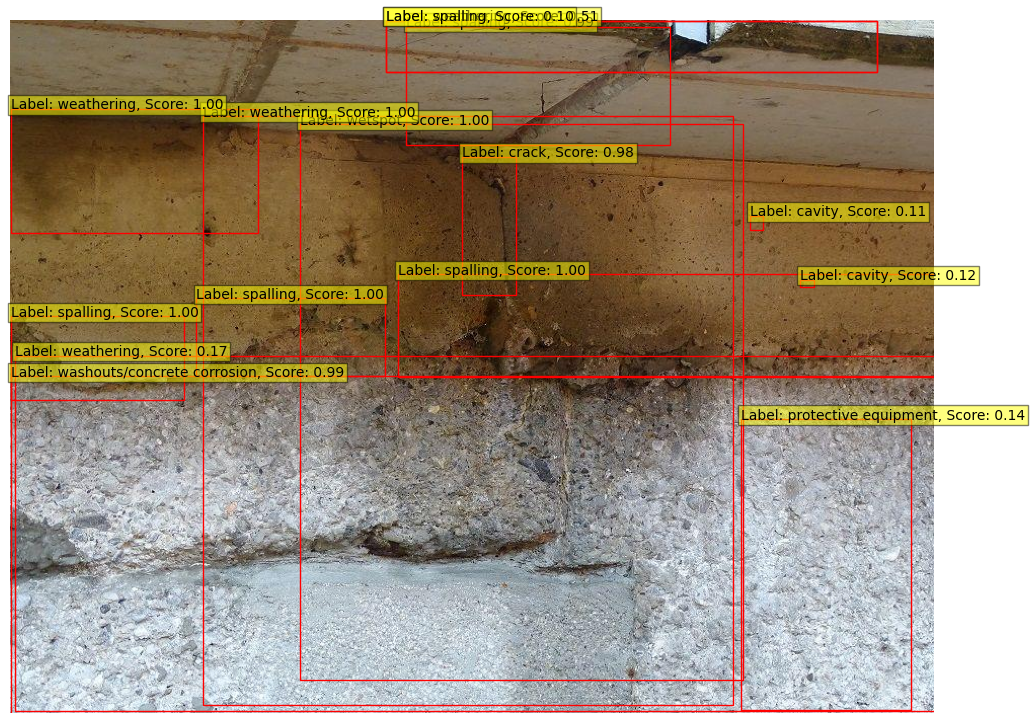 Label: spalling, Score: 0.10
0.51
Label: weathering, Score: 1.00
Label: weathering, Score: 1.00
Label: wetspot, Score: 1.00
Label: crack, Score: 0.98
Label: cavity, Score: 0.11
Label: spalling, Score: 1.00
Label: cavity, Score: 0.12
Label: spalling, Score: 1.00
Label: spalling, Score: 1.00
Label: weathering, Score: 0.17
Label: washouts/concrete corrosion, Score: 0.99
Label: protective equipment, Score: 0.14